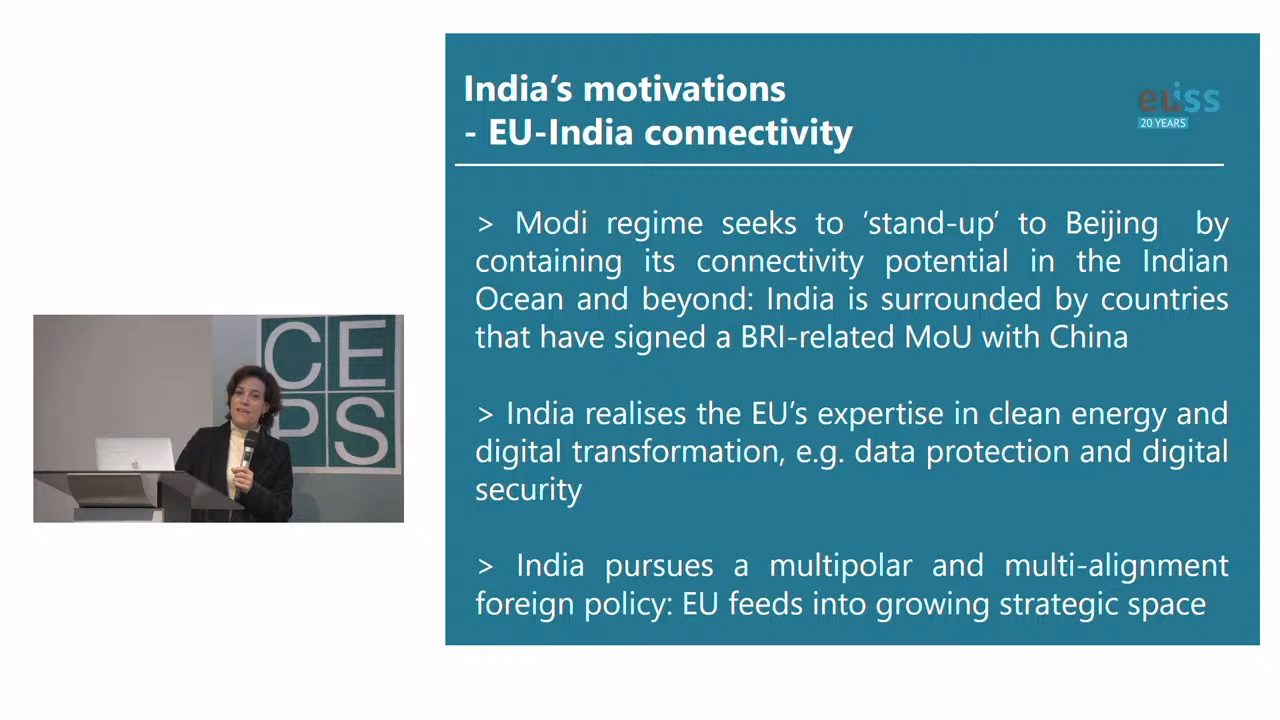 India's motivations
- EU-India connectivity
euiss
20 YEARS
> Modi regime seeks to ‘stand-up‘ to Beijing by
containing its connectivity potential in the Indian
Ocean and beyond: India is surrounded by countries
that have signed a BRI-related MoU with China
> India realises the EU's expertise in clean energy and
digital transformation, e.g. data protection and digital
security
> India pursues a multipolar and multi-alignment
foreign policy: EU feeds into growing strategic space
CE
PS